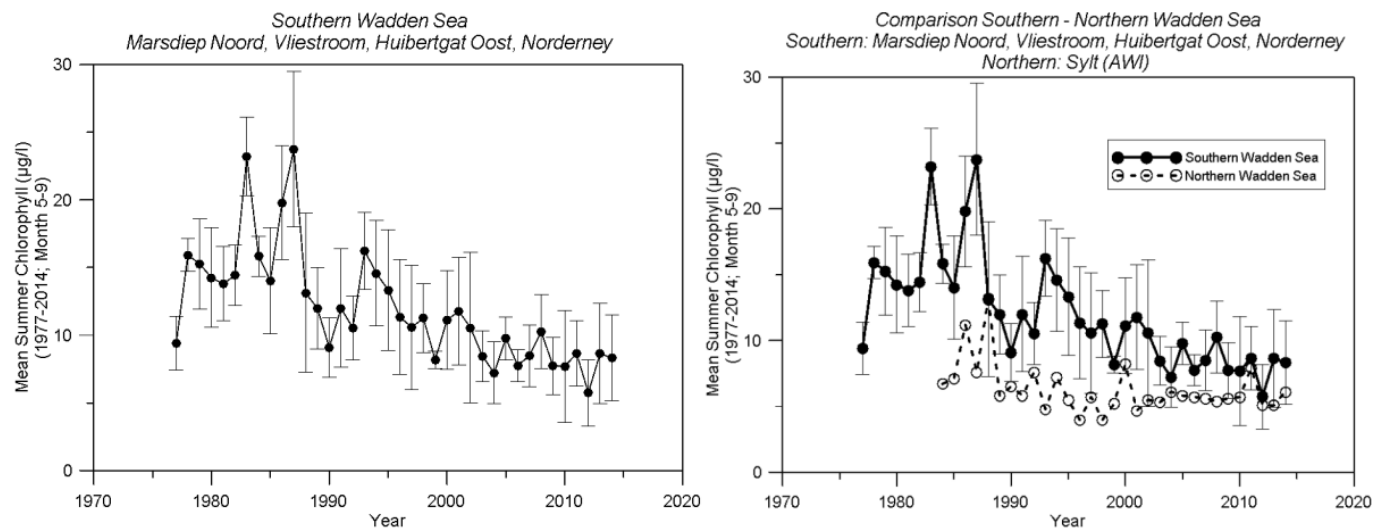 Southern Wadden Sea
Marsdiep Noord, Vliestroom, Huibertgat Oost, Norderney
Mean Summer Chlorophyll (µg/l)
(1977-2014; Month 5-9)
30
20
10
0
1970 1980 1990 2000 2010 2020
Year
Comparison Southern - Northern Wadden Sea
Southern: Marsdiep Noord, Vliestroom, Huibertgat Oost, Norderney
Northern: Sylt (AWI)
Mean Summer Chlorophyll (µg/l)
(1977-2014; Month 5-9)
30
20
10
0
Southern Wadden Sea
Northern Wadden Sea
1970 1980 1990 2000 2010 2020
Year